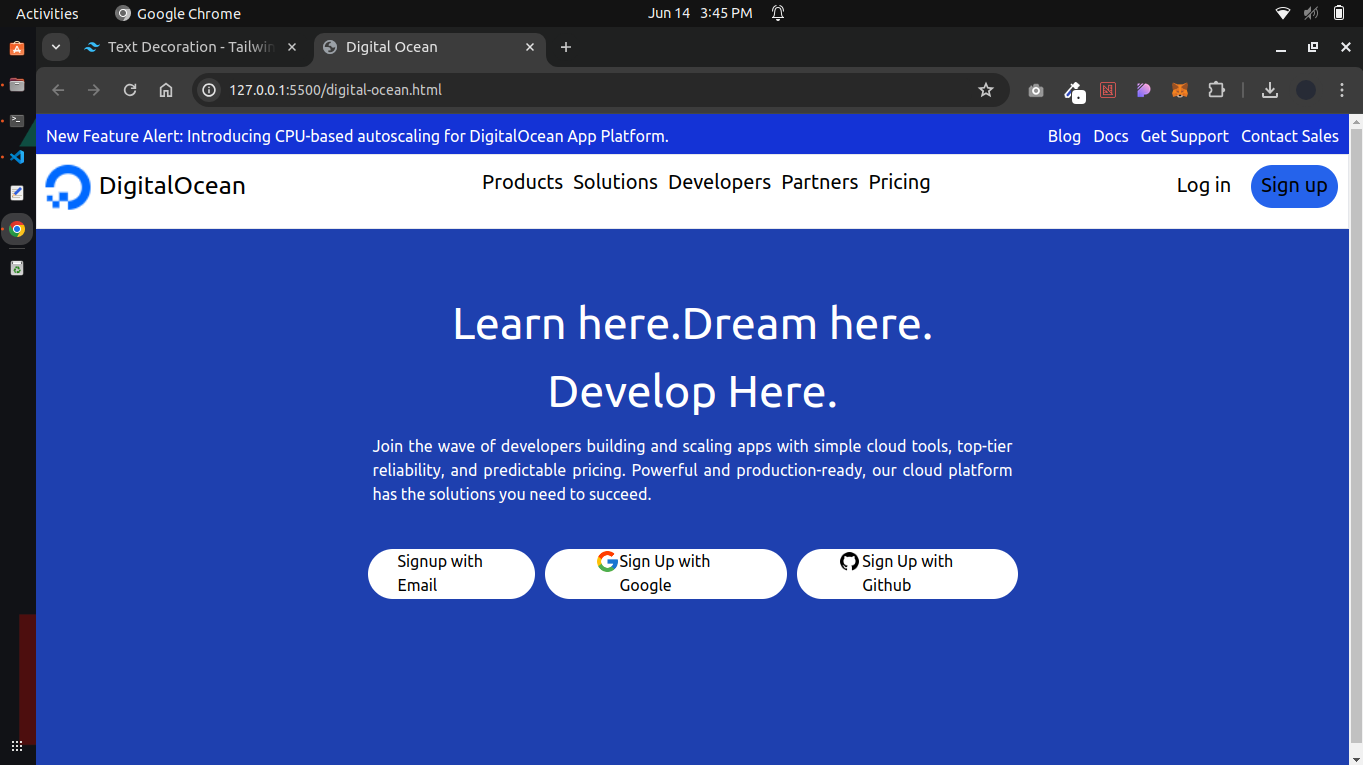 Activities Google Chrome Jun 14 3:45 PM
Text Decoration - Tailwin Digital Ocean
127.0.0.1:5500/digital-ocean.html
New Feature Alert: Introducing CPU-based autoscaling for DigitalOcean App Platform. Blog Docs Get Support Contact Sales
DigitalOcean Products Solutions Developers Partners Pricing Log in Sign up
Learn here.Dream here.
Develop Here.
Join the wave of developers building and scaling apps with simple cloud tools, top-tier
reliability, and predictable pricing. Powerful and production-ready, our cloud platform
has the solutions you need to succeed.
Signup with
Email
Sign Up with
Google
Sign Up with
Github